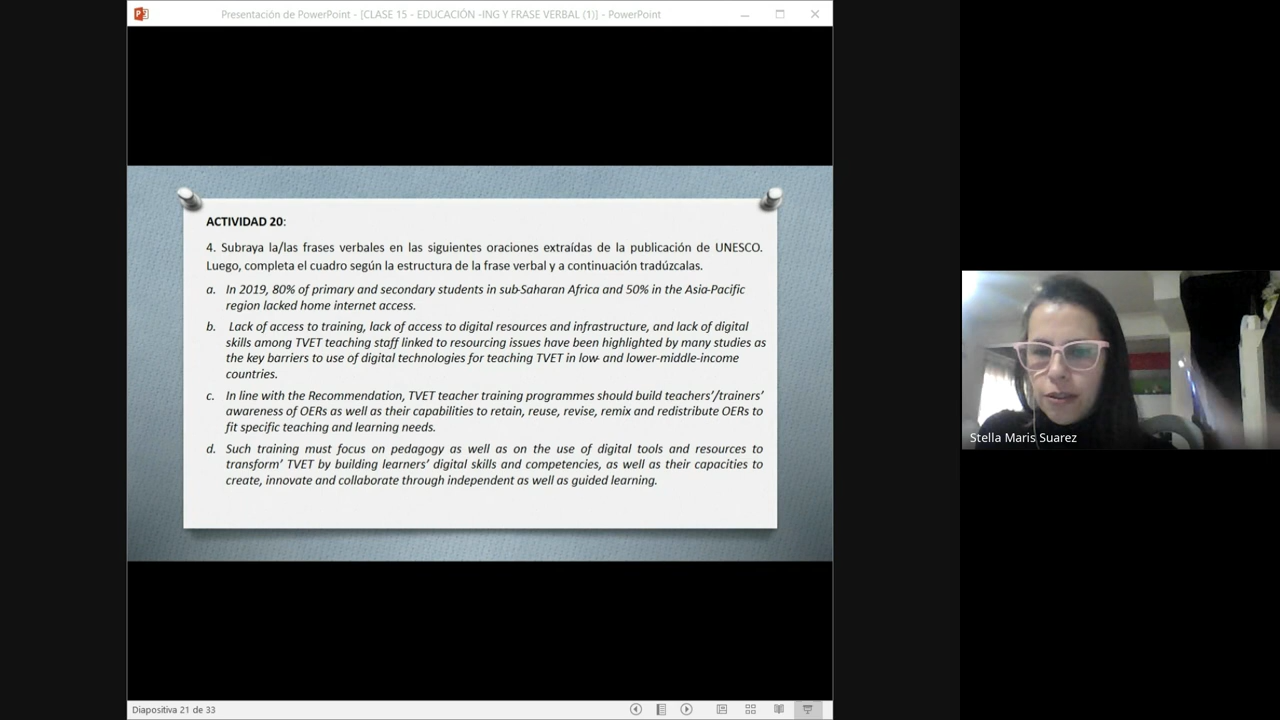 Presentación de PowerPoint - [CLASE 15 - EDUCACIÓN -ING Y FRASE VERBAL (1)] - PowerPoint
ACTIVIDAD 20:
4. Subraya la/las frases verbales en las siguientes oraciones extraídas de la publicación de UNESCO.
Luego, completa el cuadro según la estructura de la frase verbal y a continuación tradúzcalas.
a. In 2019, 80% of primary and secondary students in sub-Saharan Africa and 50% in the Asia-Pacific
region lacked home internet access.
b. Lack of access to training, lack of access to digital resources and infrastructure, and lack of digital
skills among TVET teaching staff linked to resourcing issues have been highlighted by many studies as
the key barriers to use of digital technologies for teaching TVET in low- and lower-middle-income
countries.
c. In line with the Recommendation, TVET teacher training programmes should build teachers'/trainers'
awareness of OERs as well as their capabilities to retain, reuse, revise, remix and redistribute OERs to
fit specific teaching and learning needs.
d. Such training must focus on pedagogy as well as on the use of digital tools and resources to
transform' TVET by building learners' digital skills and competencies, as well as their capacities to
create, innovate and collaborate through independent as well as guided learning.
Stella Maris Suarez
Diapositiva 21 de 33